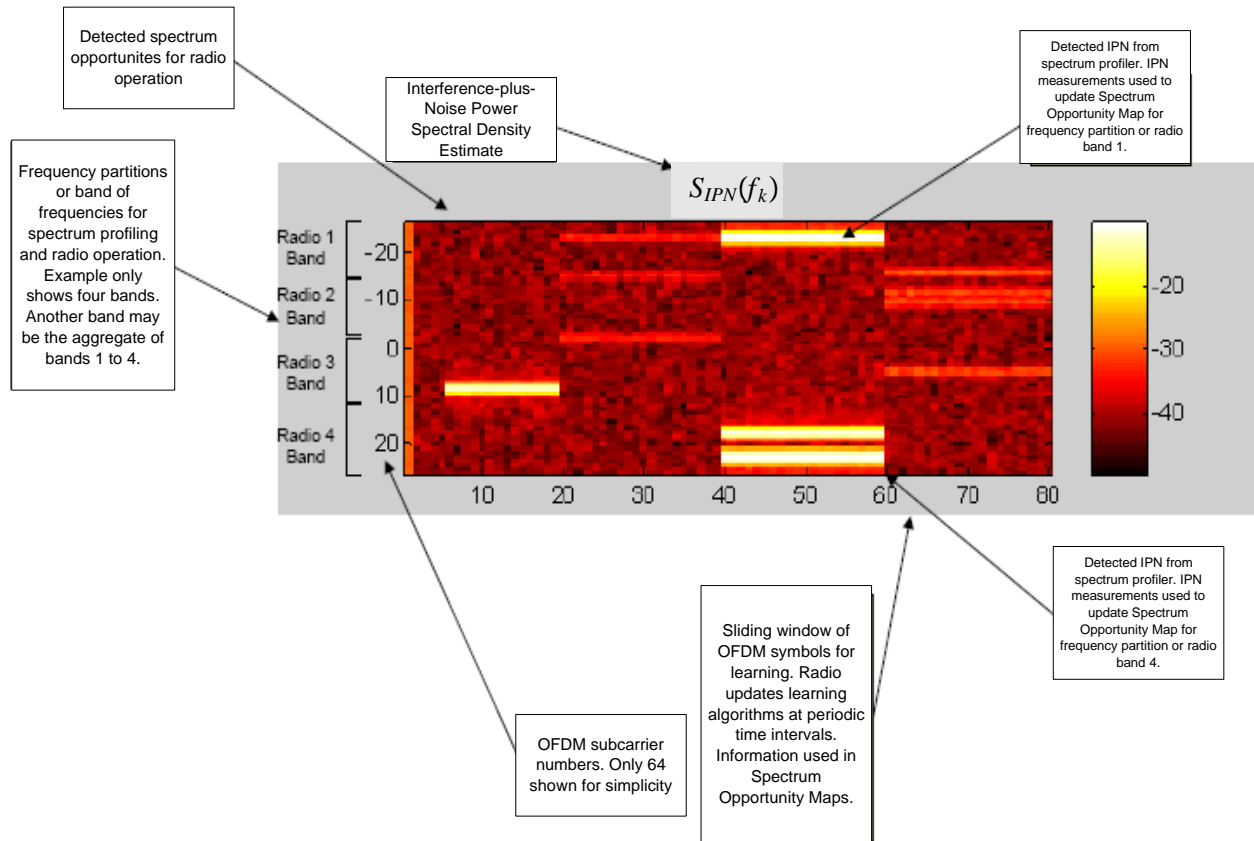 Detected spectrum
opportunites for radio
operation
Interference-plus-
Noise Power
Spectral Density
Estimate
Detected IPN from
spectrum profiler. IPN
measurements used to
update Spectrum
Opportunity Map for
frequency partition or radio
band 1.
Frequency partitions
or band of
frequencies for
spectrum profiling
and radio operation.
Example only
shows four bands.
Another band may
be the aggregate of
bands 1 to 4.
S_IPN(f_k)
Radio 1
Band
Radio 2
Band
Radio 3
Band
Radio 4
Band
-20
-10
0
10
20
10 20 30 40 50 60 70 80
-20
-30
-40
Detected IPN from
spectrum profiler. IPN
measurements used to
update Spectrum
Opportunity Map for
frequency partition or radio
band 4.
Sliding window of
OFDM symbols for
learning. Radio
updates learning
algorithms at periodic
time intervals.
Information used in
Spectrum
Opportunity Maps.
OFDM subcarrier
numbers. Only 64
shown for simplicity